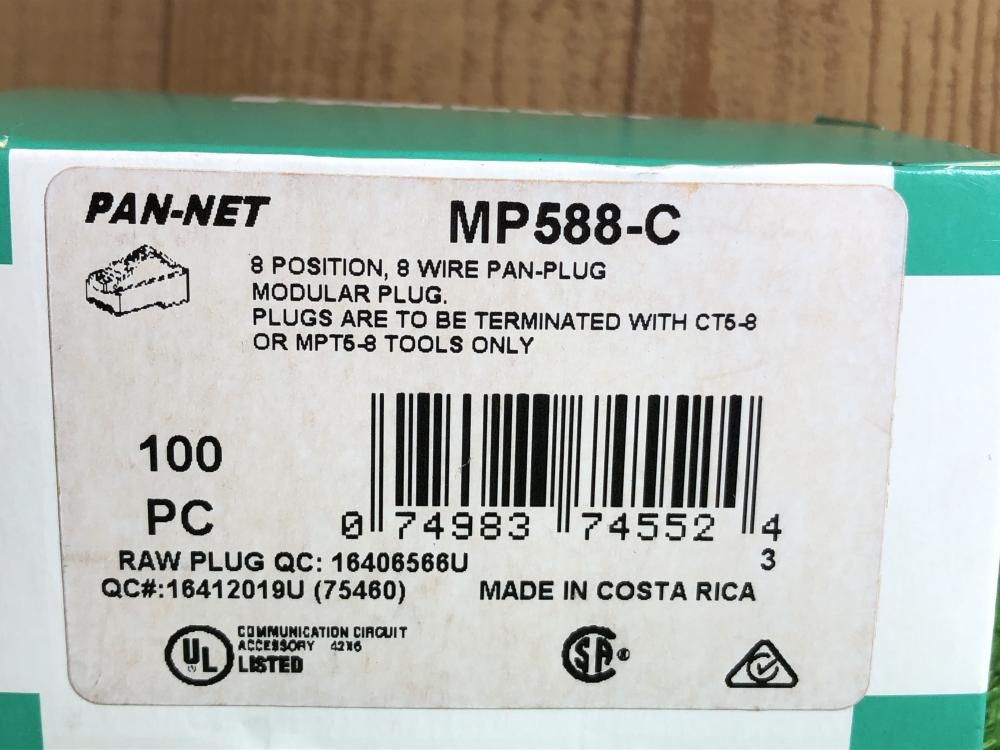 PAN-NET
MP588-C
8 POSITION, 8 WIRE PAN-PLUG
MODULAR PLUG.
PLUGS ARE TO BE TERMINATED WITH CT5-8
OR MPT5-8 TOOLS ONLY
100
PC
0 74983 74552 4
3
RAW PLUG QC: 16406566U
QC#:16412019U (75460)
MADE IN COSTA RICA
UL
COMMUNICATION CIRCUIT
ACCESSORY 42X6
LISTED
SA